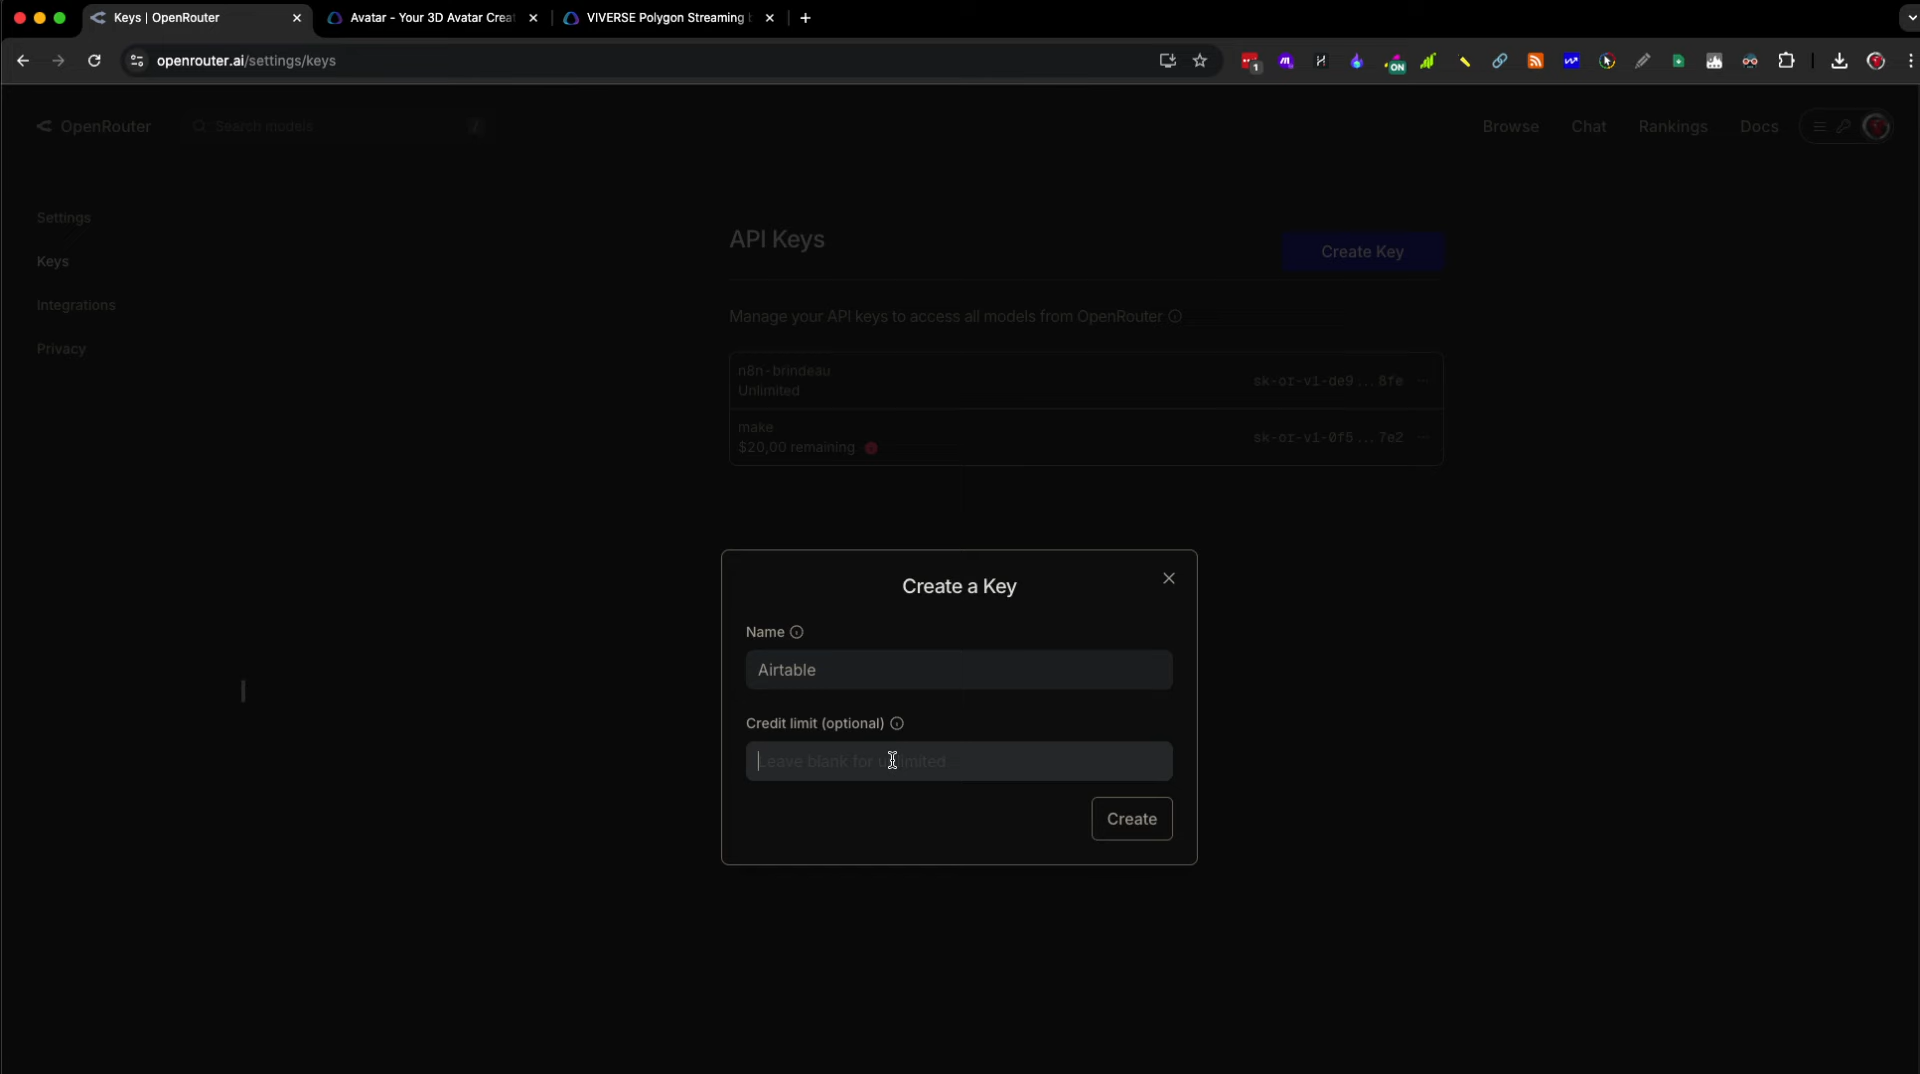 Keys | OpenRouter
Avatar - Your 3D Avatar Creat
VIVERSE Polygon Streaming
openrouter.ai/settings/keys
1
ON
OpenRouter
Search models
/
Browse
Chat
Rankings
Docs
Settings
Keys
Integrations
Privacy
API Keys
Create Key
Manage your API keys to access all models from OpenRouter
n8n-brindeau
Unlimited
sk-or-v1-de9...8fe
make
$20,00 remaining
sk-or-v1-0f5...7e2
Create a Key
Name
Airtable
Credit limit (optional)
Leave blank for unlimited
Create